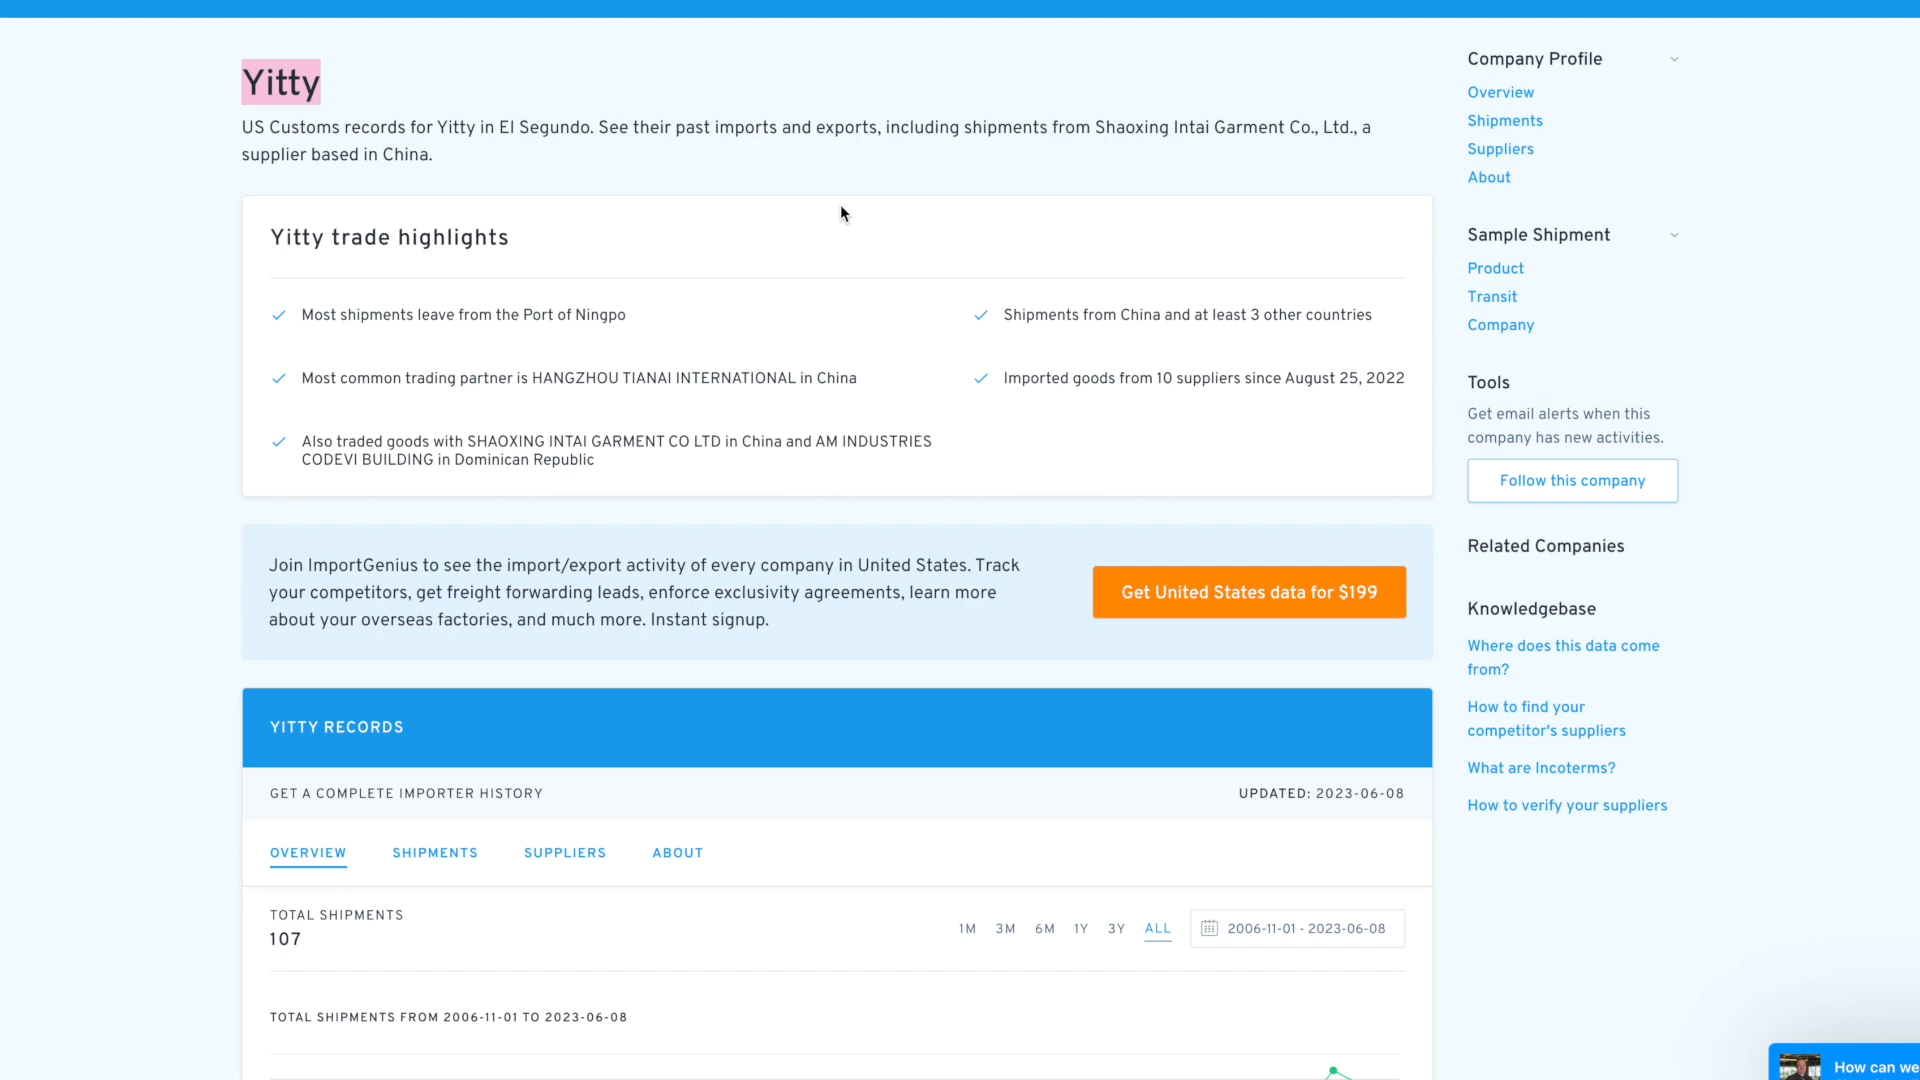 Yitty
US Customs records for Yitty in El Segundo. See their past imports and exports, including shipments from Shaoxing Intai Garment Co., Ltd., a
supplier based in China.
Yitty trade highlights
Most shipments leave from the Port of Ningpo
Shipments from China and at least 3 other countries
Most common trading partner is HANGZHOU TIANAI INTERNATIONAL in China
Imported goods from 10 suppliers since August 25, 2022
Also traded goods with SHAOXING INTAI GARMENT CO LTD in China and AM INDUSTRIES
CODEVI BUILDING in Dominican Republic
Join ImportGenius to see the import/export activity of every company in United States. Track
your competitors, get freight forwarding leads, enforce exclusivity agreements, learn more
about your overseas factories, and much more. Instant signup.
Get United States data for $199
YITTY RECORDS
GET A COMPLETE IMPORTER HISTORY
UPDATED: 2023-06-08
OVERVIEW SHIPMENTS SUPPLIERS ABOUT
TOTAL SHIPMENTS
107
1M 3M 6M 1Y 3Y ALL 2006-11-01 - 2023-06-08
TOTAL SHIPMENTS FROM 2006-11-01 TO 2023-06-08
Company Profile
Overview
Shipments
Suppliers
About
Sample Shipment
Product
Transit
Company
Tools
Get email alerts when this
company has new activities.
Follow this company
Related Companies
Knowledgebase
Where does this data come
from?
How to find your
competitor's suppliers
What are Incoterms?
How to verify your suppliers
How can we